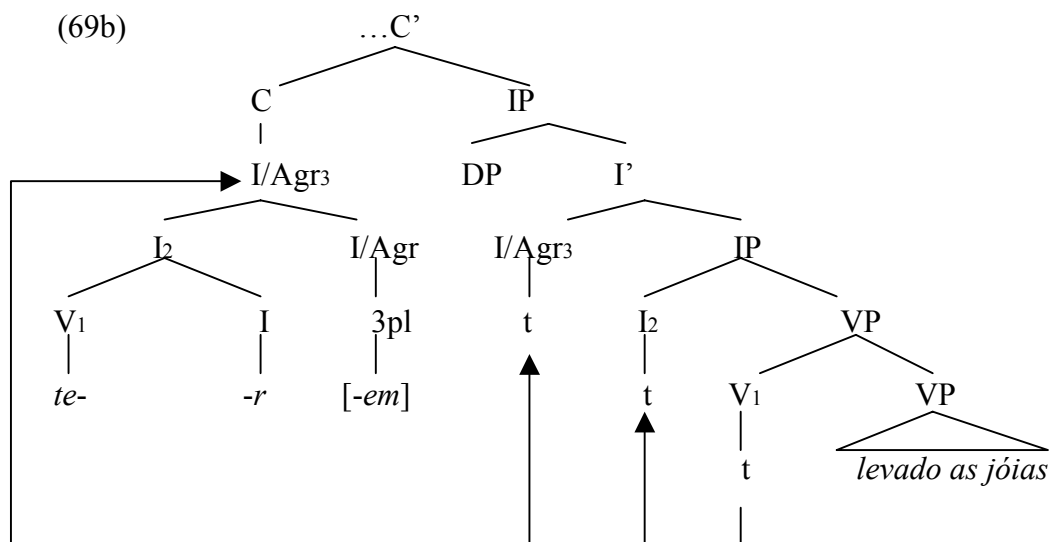 (69b) …C’
C IP
I/Agr3 DP I’
I2 I/Agr I/Agr3 IP
V1 I 3pl t I2 VP
te- -r [-em] t V1 VP
t levado as jóias